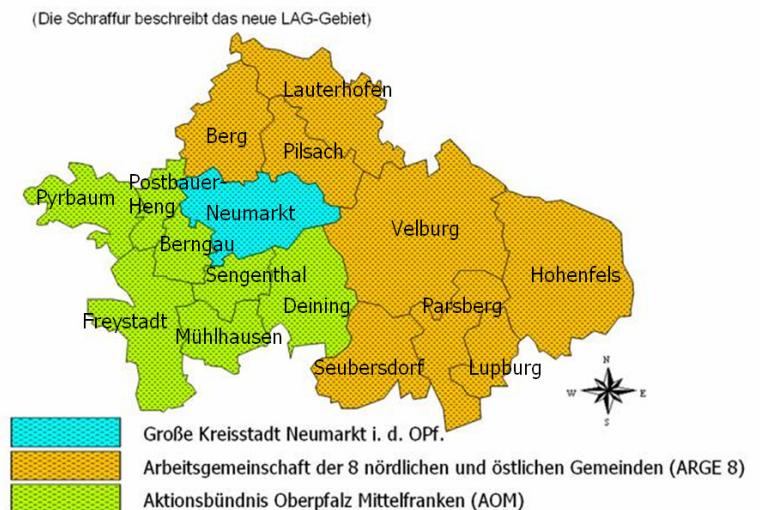 (Die Schraffur beschreibt das neue LAG-Gebiet)
Lauterhofen
Berg
Pilsach
Postbauer-
Heng
Pyrbaum
Neumarkt
Velburg
Berngau
Sengenthal
Hohenfels
Deining
Parsberg
Freystadt
Mühlhausen
Seubersdorf
Lupburg
N
W
E
S
Große Kreisstadt Neumarkt i. d. OPf.
Arbeitsgemeinschaft der 8 nördlichen und östlichen Gemeinden (ARGE 8)
Aktionsbündnis Oberpfalz Mittelfranken (AOM)